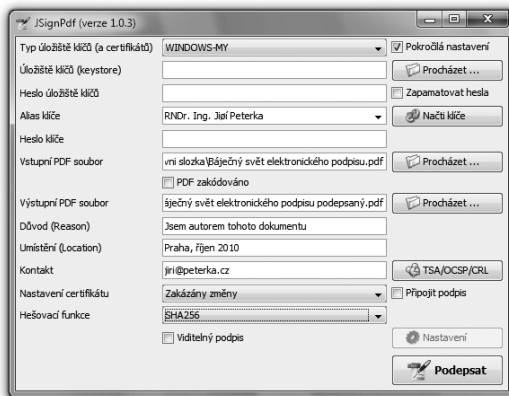 JSignPdf (verze 1.0.3)
Typ úložiště klíčů (a certifikátů) WINDOWS-MY Pokročilá nastavení
Úložiště klíčů (keystore) Procházet ...
Heslo úložiště klíčů Zapamatovat hesla
Alias klíče RNDr. Ing. Jiøí Peterka Načti klíče
Heslo klíče
Vstupní PDF soubor vni slozka\Báječný svět elektronického podpisu.pdf Procházet ...
PDF zakódováno
Výstupní PDF soubor áječný svět elektronického podpisu podepsaný.pdf Procházet ...
Důvod (Reason) Jsem autorem tohoto dokumentu
Umístění (Location) Praha, říjen 2010
Kontakt jiri@peterka.cz TSA/OCSP/CRL
Nastavení certifikátu Zakázány změny Připojit podpis
Hešovací funkce SHA256
Viditelný podpis Nastavení
Podepsat